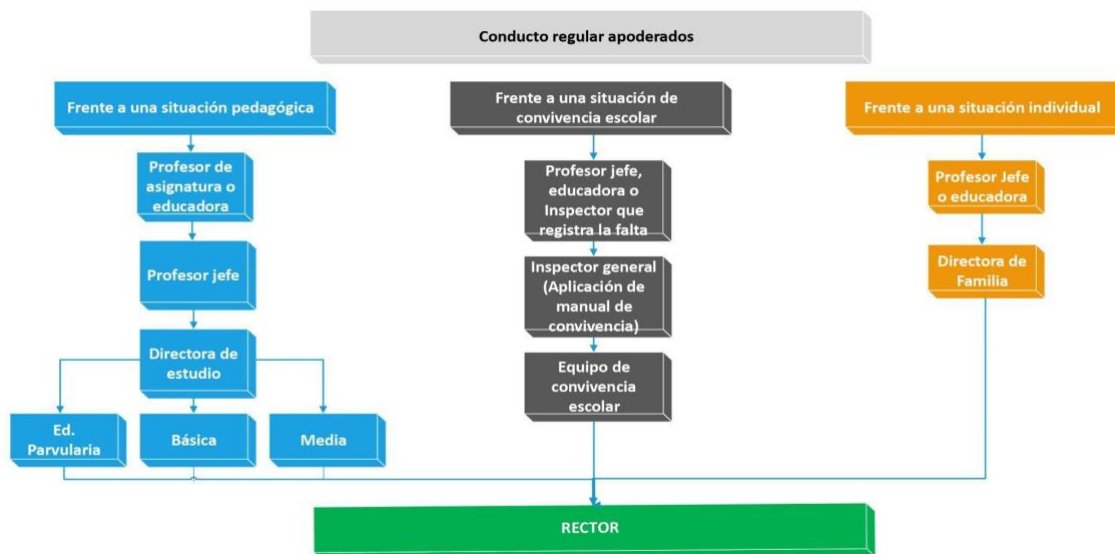 Conducto regular apoderados
Frente a una situación pedagógica
Profesor de
asignatura o
educadora
Profesor jefe
Directora de
estudio
Ed.
Parvularia
Básica
Media
Frente a una situación de
convivencia escolar
Profesor jefe,
educadora o
Inspector que
registra la falta
Inspector general
(Aplicación de
manual de
convivencia)
Equipo de
convivencia
escolar
Frente a una situación individual
Profesor Jefe
o educadora
Directora de
Familia
RECTOR